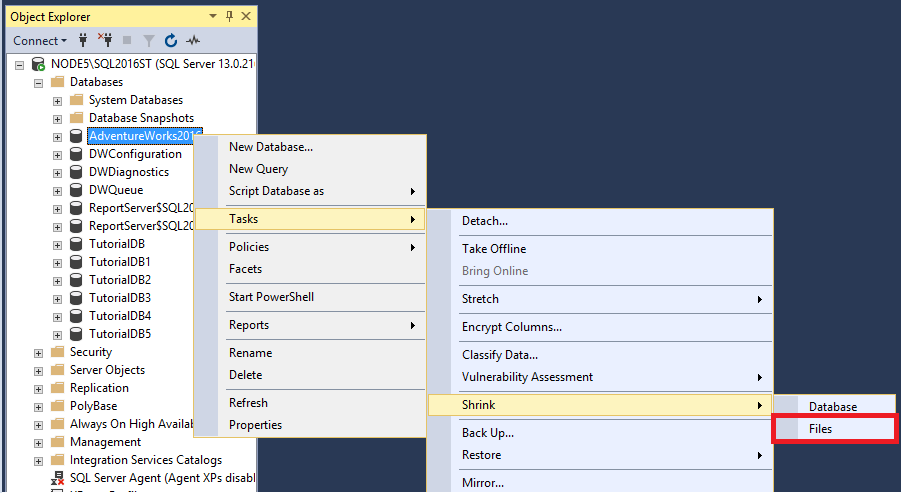 Object Explorer
Connect
NODE5\SQL2016ST (SQL Server 13.0.21
Databases
System Databases
Database Snapshots
AdventureWorks2016
DWConfiguration
DWDiagnostics
DWQueue
ReportServer$SQL20
ReportServer$SQL20
TutorialDB
TutorialDB1
TutorialDB2
TutorialDB3
TutorialDB4
TutorialDB5
Security
Server Objects
Replication
PolyBase
Always On High Availab
Management
Integration Services Catalogs
SQL Server Agent (Agent XPs disabl
New Database...
New Query
Script Database as
Tasks
Policies
Facets
Start PowerShell
Reports
Rename
Delete
Refresh
Properties
Detach...
Take Offline
Bring Online
Stretch
Encrypt Columns...
Classify Data...
Vulnerability Assessment
Shrink
Back Up...
Restore
Mirror...
Database
Files